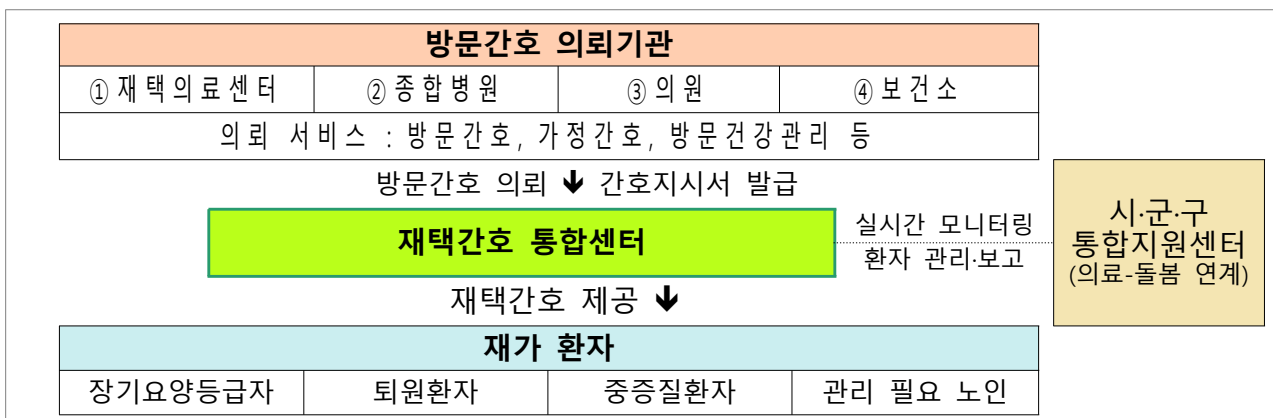 방문간호 의뢰기관
① 재택의료센터 ② 종합병원 ③ 의원 ④ 보건소
의뢰 서비스 : 방문간호, 가정간호, 방문건강관리 등
방문간호 의뢰 🡻 간호지시서 발급
재택간호 통합센터
실시간 모니터링
환자 관리·보고
시·군·구
통합지원센터
(의료-돌봄 연계)
재택간호 제공 🡻
재가 환자
장기요양등급자 퇴원환자 중증질환자 관리 필요 노인